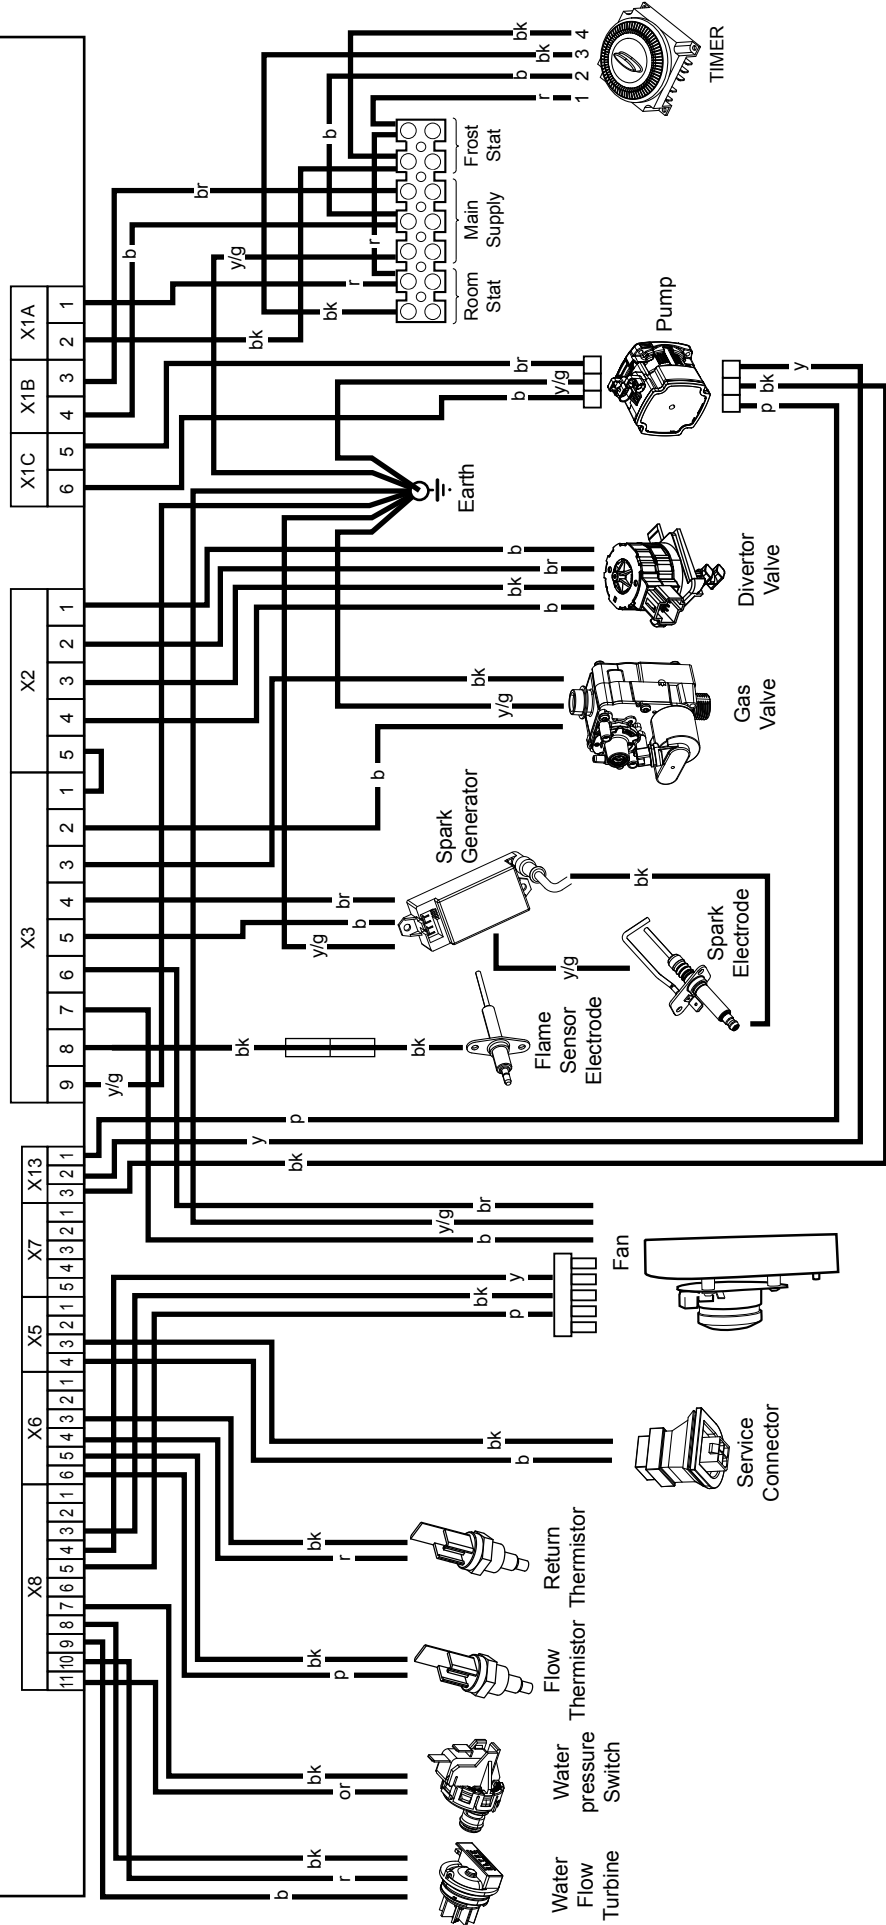 X8 X6 X5 X7 X13 X3 X2 X1C X1B X1A
11 10 9 8 7 6 5 4 3 2 1 6 5 4 3 2 1 4 3 2 1 5 4 3 2 1 3 2 1 9 8 7 6 5 4 3 2 1 5 4 3 2 1 6 5 4 3 2 1
b
r
bk
Water
Flow
Turbine
or
bk
Water
pressure
Switch
p
bk
Flow
Thermistor
r
bk
Return
Thermistor
b
bk
Service
Connector
p
bk
y
Fan
b
y/g
br
bk
y
p
y/g
bk
bk
Flame
Sensor
Electrode
y/g
b
br
Spark
Generator
y/g
bk
Spark
Electrode
b
y/g
bk
Gas
Valve
b
bk
br
b
Divertor
Valve
Earth
b
y/g
br
Pump
p
bk
y
bk
b
br
y/g
bk
r
r
b
Room
Stat
Main
Supply
Frost
Stat
r
b
bk
bk
1
2
3
4
TIMER